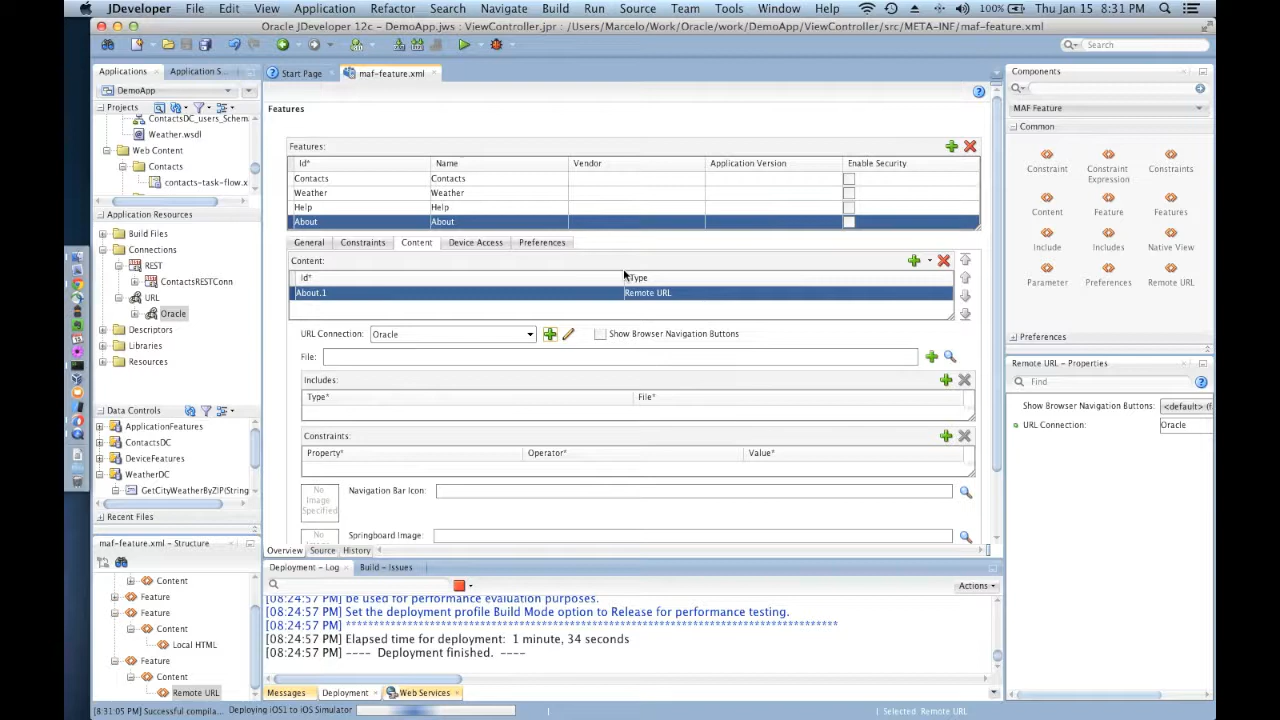 JDeveloper File Edit View Application Refactor Search Navigate Build Run Source Team Tools Window Help 100% Thu Jan 15 8:31 PM
Oracle JDeveloper 12c – DemoApp.jws : ViewController.jpr : /Users/Marcelo/Work/Oracle/work/DemoApp/ViewController/src/META-INF/maf-feature.xml
Search
Applications
Application S...
DemoApp
Projects
ContactsDC_users_Schem
Weather.wsdl
Web Content
Contacts
contacts-task-flow.x
Application Resources
Build Files
Connections
REST
ContactsRESTConn
URL
Oracle
Descriptors
Libraries
Resources
Data Controls
ApplicationFeatures
ContactsDC
DeviceFeatures
WeatherDC
GetCityWeatherByZIP(String
Recent Files
maf-feature.xml – Structure
Content
Feature
Feature
Content
Local HTML
Feature
Content
Remote URL
Start Page
maf-feature.xml
Features
Features:
Id* Name Vendor Application Version Enable Security
Contacts Contacts
Weather Weather
Help Help
About About
General Constraints Content Device Access Preferences
Content:
Id* Type
About.1 Remote URL
URL Connection: Oracle Show Browser Navigation Buttons
File:
Includes:
Type* File*
Constraints:
Property* Operator* Value*
No Image Specified
Navigation Bar Icon:
No Image
Springboard Image:
Overview Source History
Deployment – Log
Build – Issues
Actions
[08:24:57 PM] be used for performance evaluation purposes.
[08:24:57 PM] Set the deployment profile Build Mode option to Release for performance testing.
[08:24:57 PM] ****************************************************************************************
[08:24:57 PM] Elapsed time for deployment: 1 minute, 34 seconds
[08:24:57 PM] ---- Deployment finished. ----
Messages Deployment Web Services
[8:31:05 PM] Successful compila... Deploying iOS1 to iOS Simulator
Selected: Remote URL
Components
MAF Feature
Common
Constraint
Constraint Expression
Constraints
Content
Feature
Features
Include
Includes
Native View
Parameter
Preferences
Remote URL
Preferences
Remote URL – Properties
Find
Show Browser Navigation Buttons: <default> (f
URL Connection: Oracle